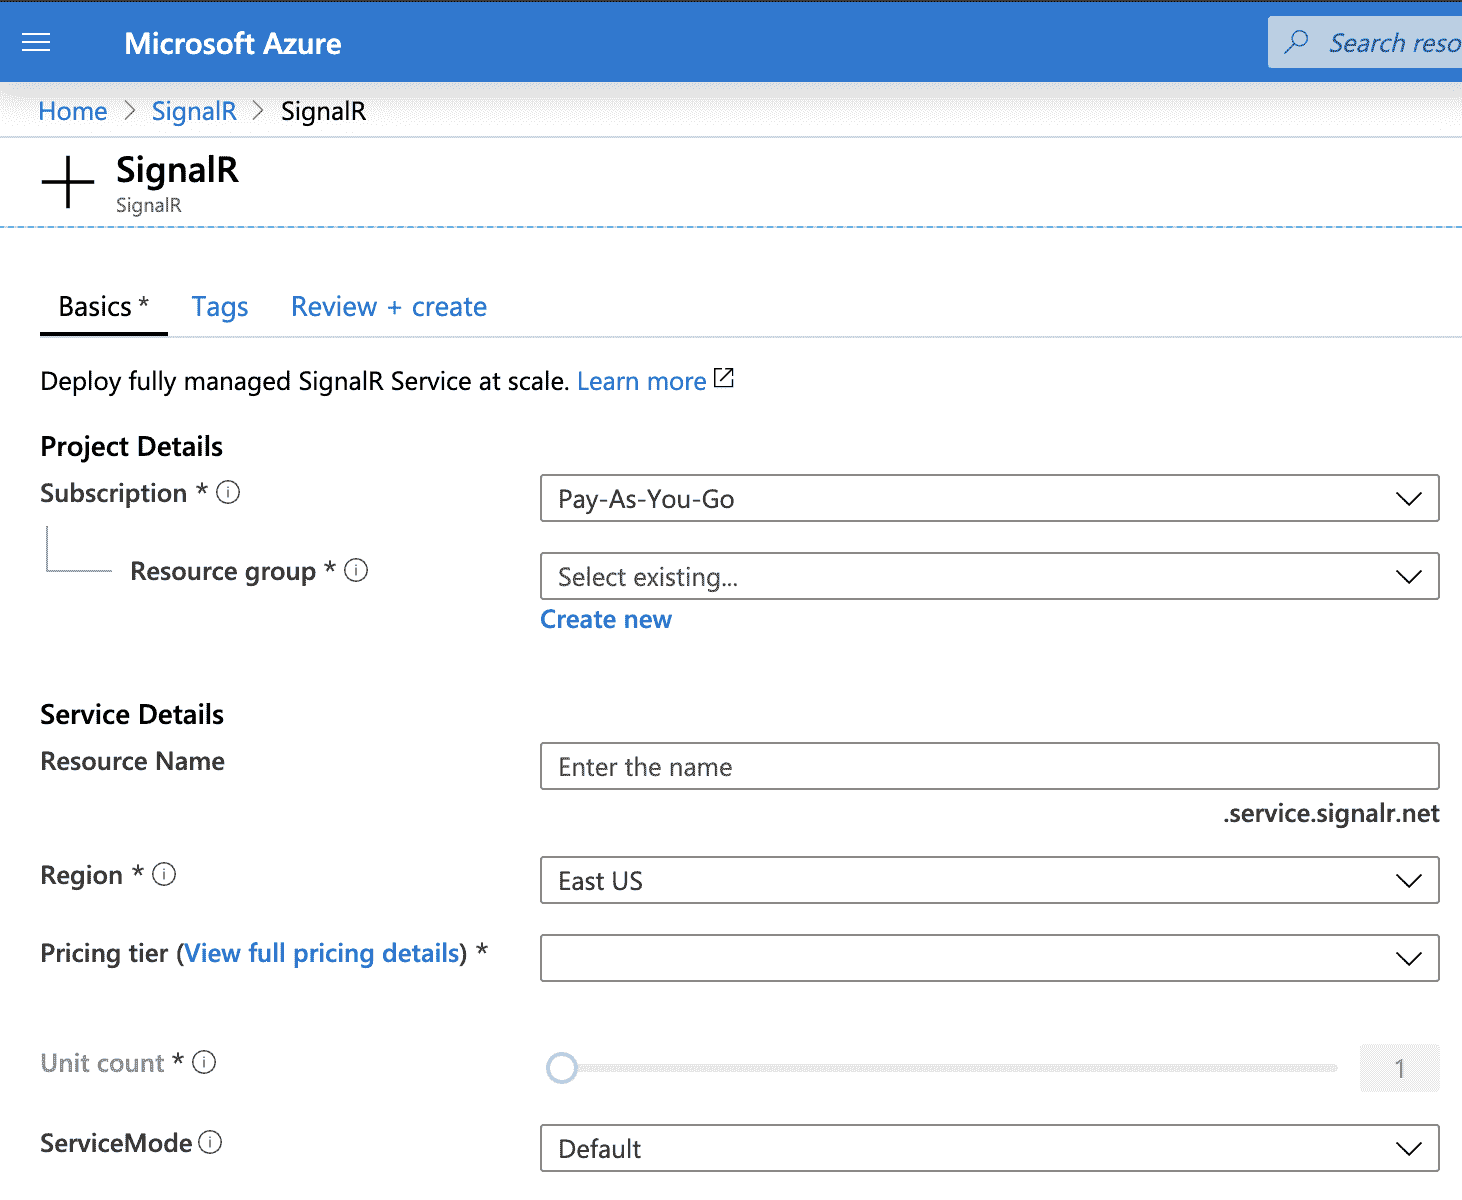 Microsoft Azure
Search reso
Home > SignalR > SignalR
SignalR
SignalR
Basics * Tags Review + create
Deploy fully managed SignalR Service at scale. Learn more
Project Details
Subscription *
Pay-As-You-Go
Resource group *
Select existing...
Create new
Service Details
Resource Name
Enter the name
.service.signalr.net
Region *
East US
Pricing tier (View full pricing details) *
Unit count *
1
ServiceMode
Default